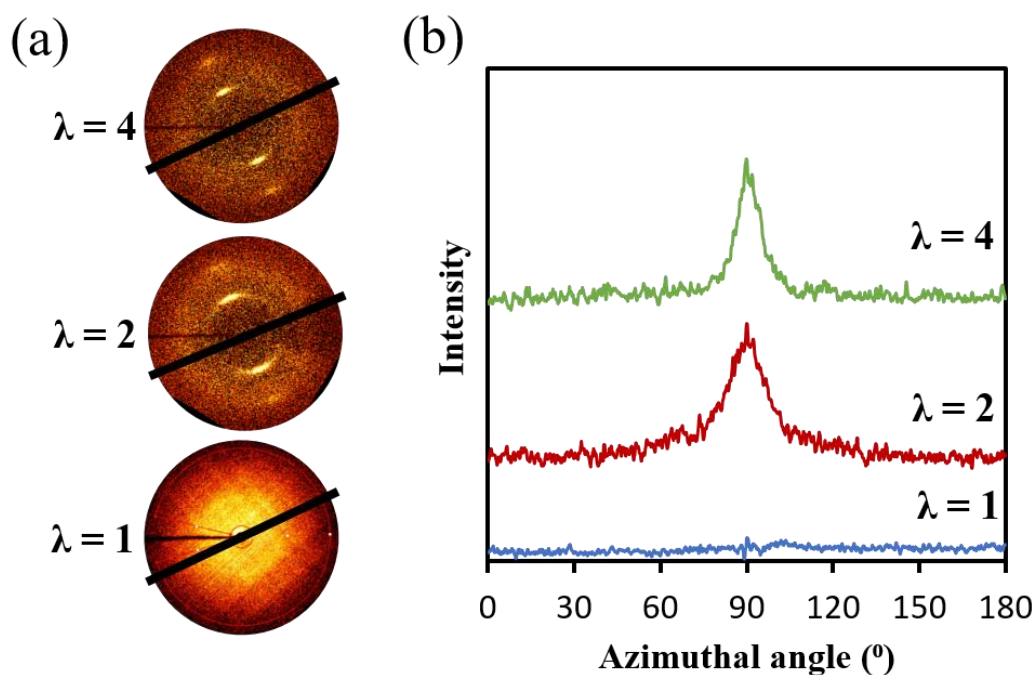 (a)
λ = 4
λ = 2
λ = 1
(b)
Intensity
λ = 4
λ = 2
λ = 1
0 30 60 90 120 150 180
Azimuthal angle (⁰)